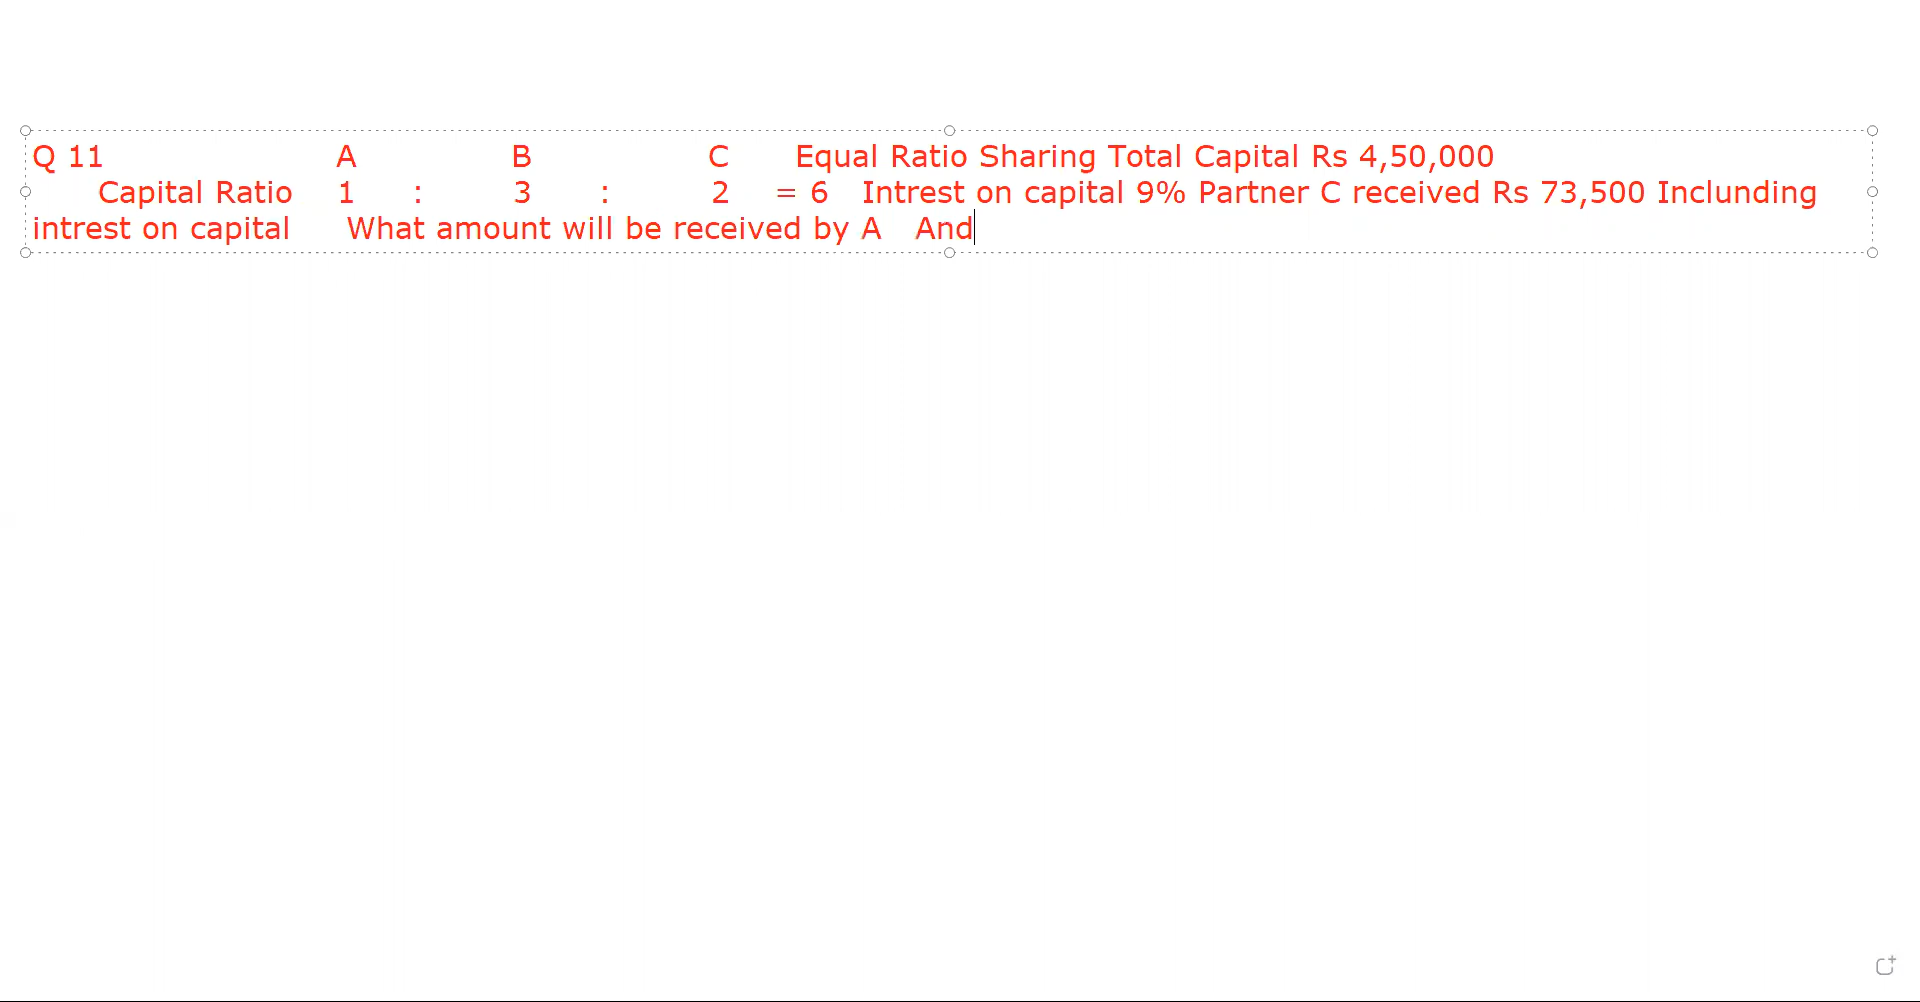 Q 11 A B C Equal Ratio Sharing Total Capital Rs 4,50,000
Capital Ratio 1 : 3 : 2 = 6 Intrest on capital 9% Partner C received Rs 73,500 Inclunding
intrest on capital What amount will be received by A And